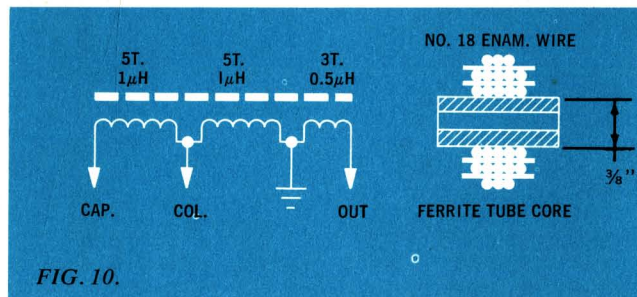 5T. 5T. 3T.
1μH 1μH 0.5μH
CAP. COL. OUT
NO. 18 ENAM. WIRE
3/8"
FERRITE TUBE CORE
FIG. 10.